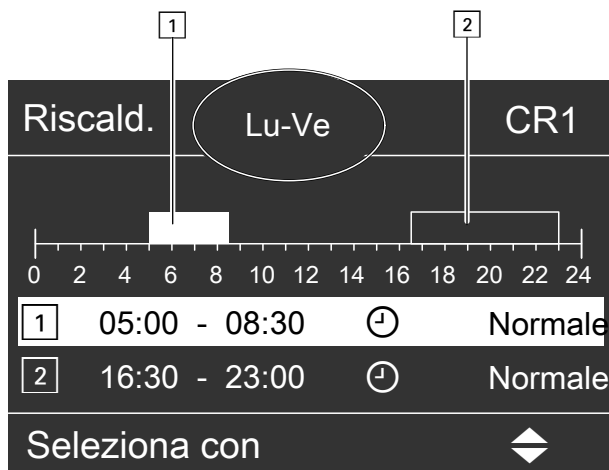 1 2
Riscald. Lu-Ve CR1
0 2 4 6 8 10 12 14 16 18 20 22 24
1 05:00 - 08:30 Normale
2 16:30 - 23:00 Normale
Seleziona con